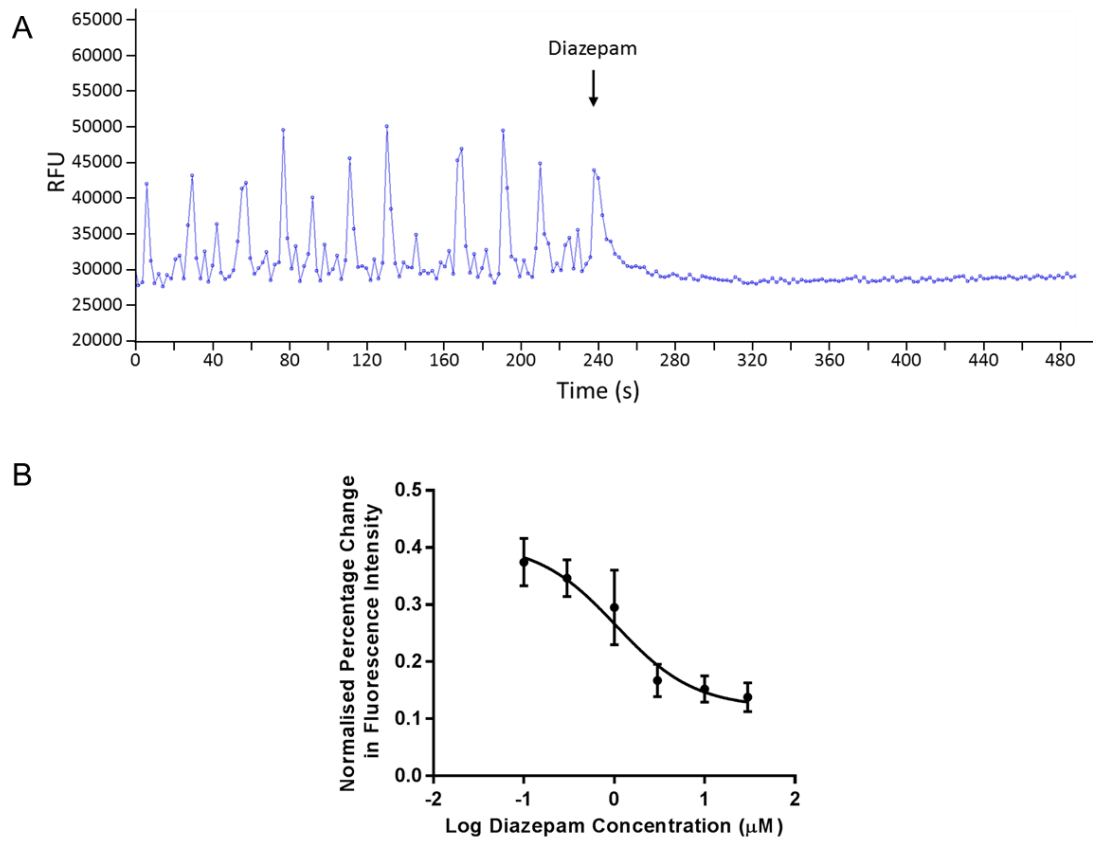 A
65000
60000
55000
50000
45000
40000
35000
30000
25000
20000
RFU
Diazepam
0 40 80 120 160 200 240 280 320 360 400 440 480
Time (s)
B
Normalised Percentage Change
in Fluorescence Intensity
0.5
0.4
0.3
0.2
0.1
0.0
-2 -1 0 1 2
Log Diazepam Concentration (μM)